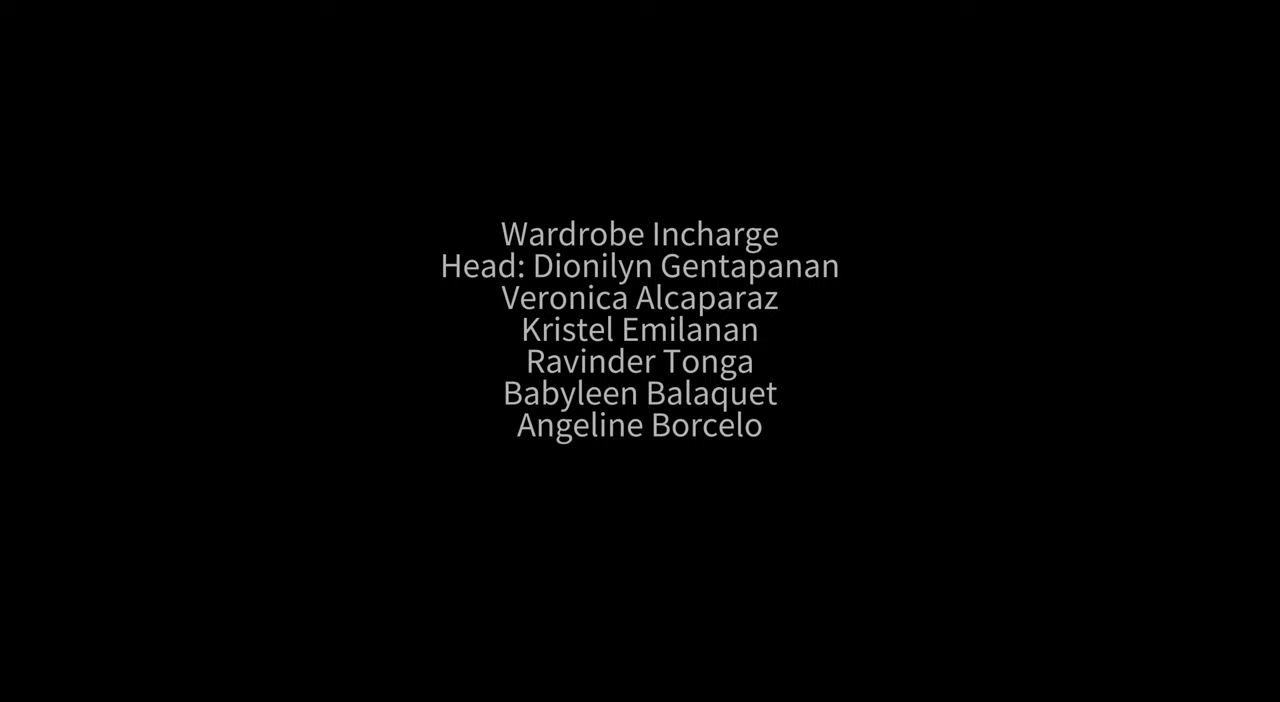 Wardrobe Incharge
Head: Dionilyn Gentapanan
Veronica Alcaparaz
Kristel Emilanan
Ravinder Tonga
Babyleen Balaquet
Angeline Borcelo